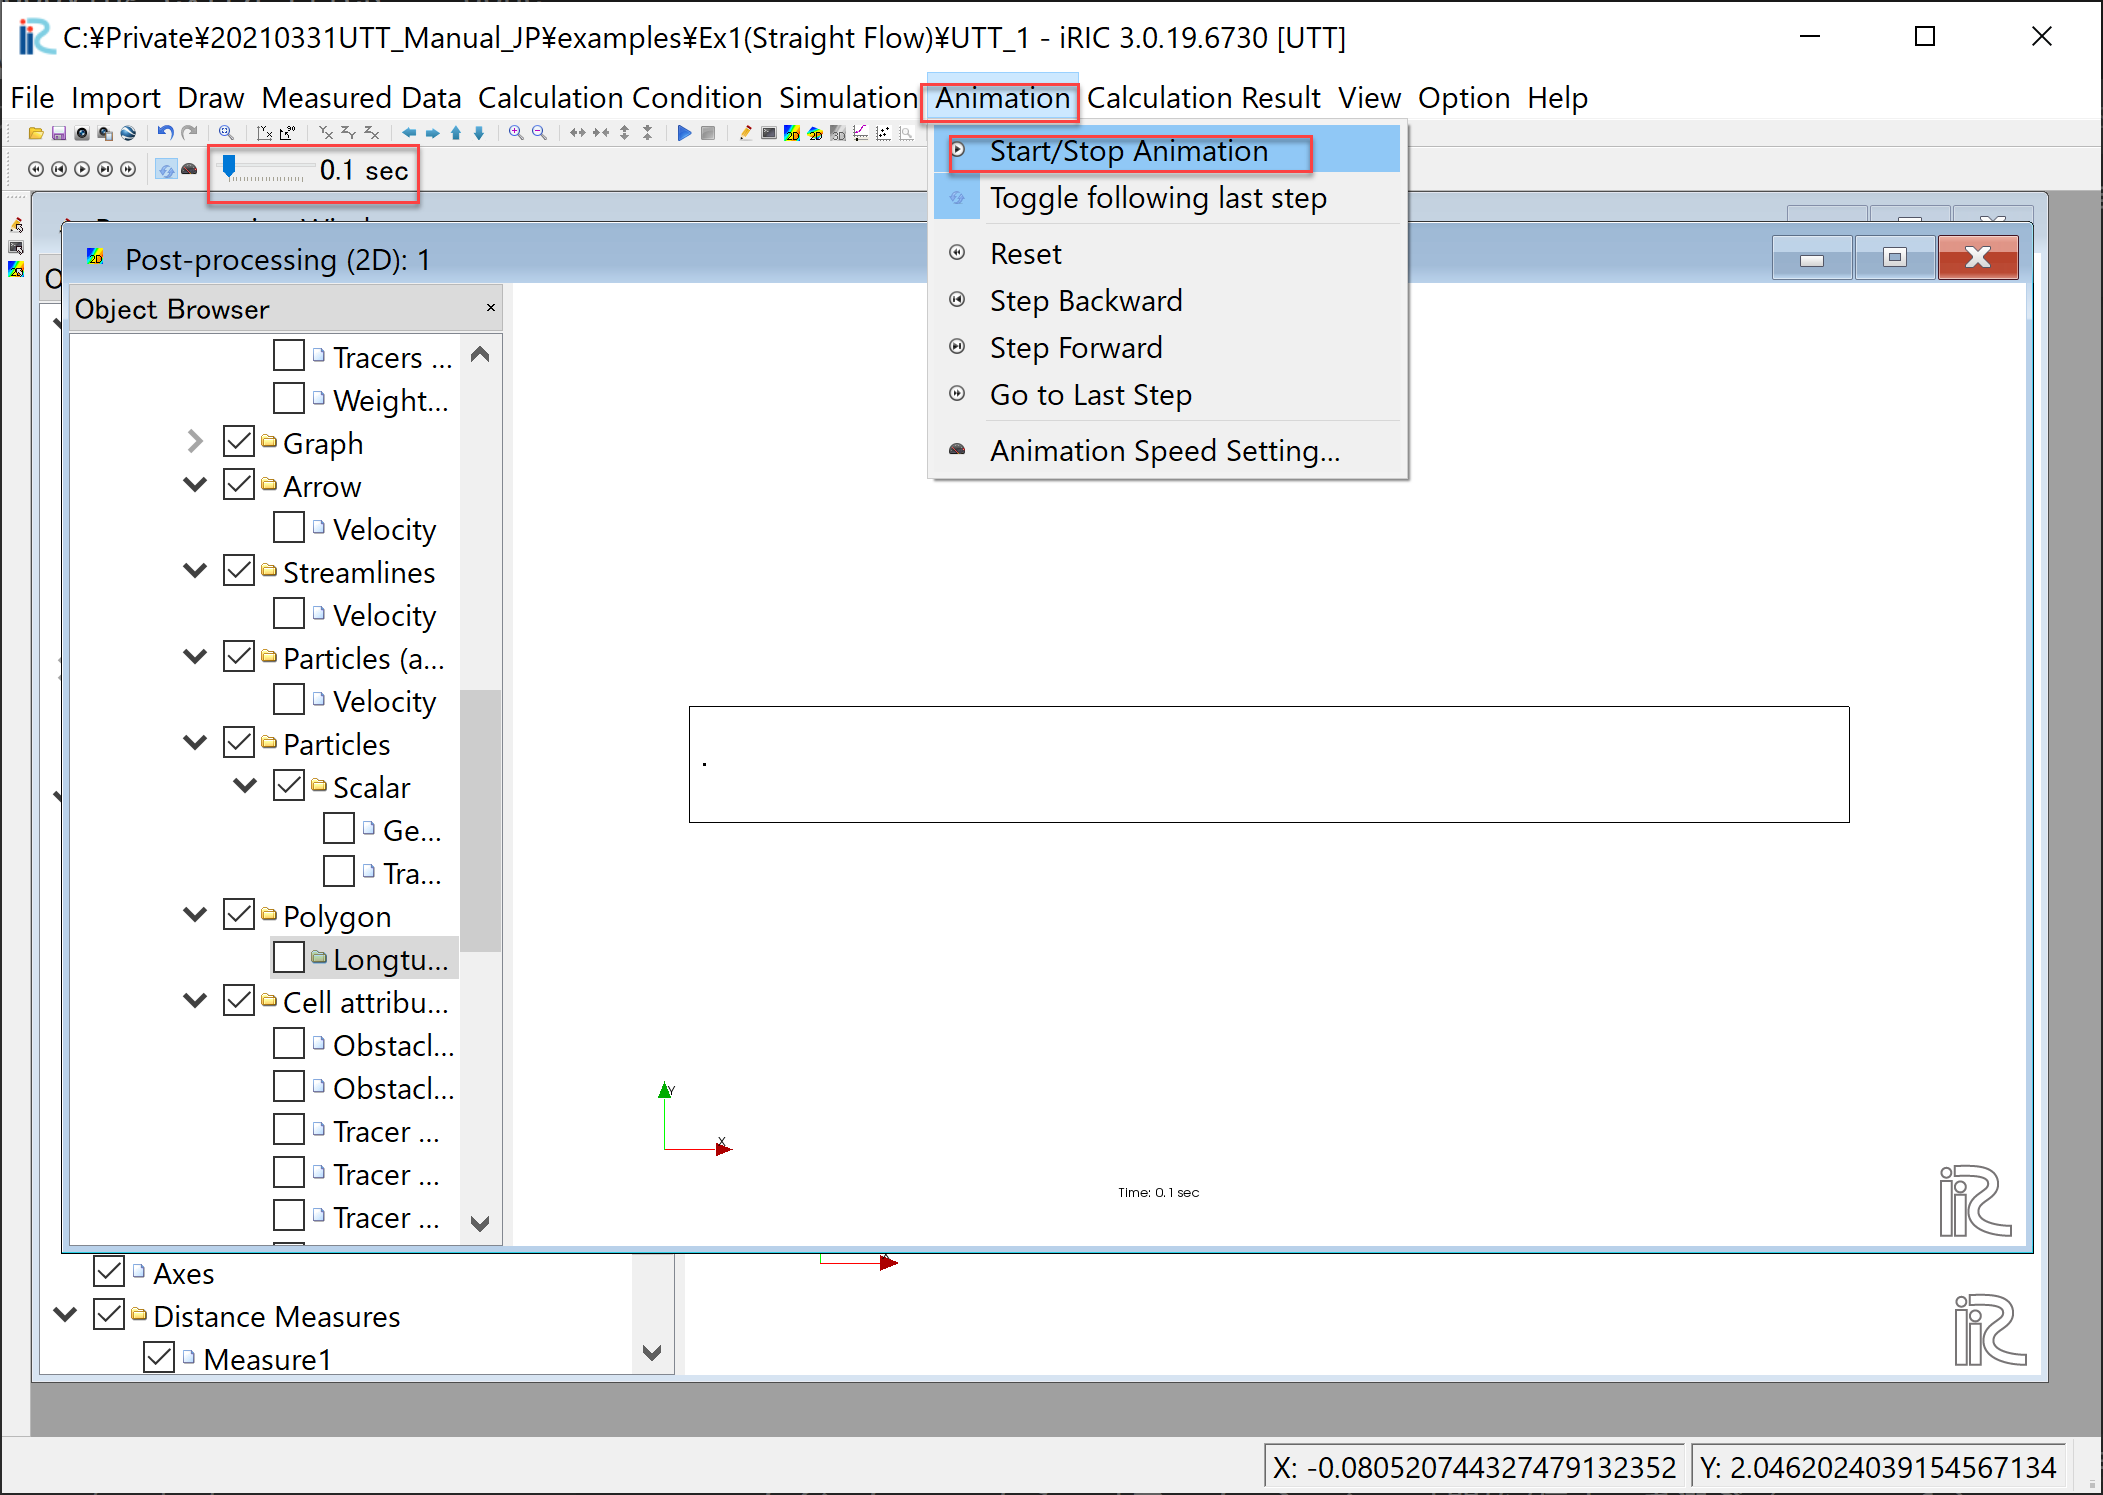 C:¥Private¥20210331UTT_Manual_JP¥examples¥Ex1(Straight Flow)¥UTT_1 - iRIC 3.0.19.6730 [UTT]
File Import Draw Measured Data Calculation Condition Simulation Animation Calculation Result View Option Help
0.1 sec
Start/Stop Animation
Toggle following last step
Reset
Step Backward
Step Forward
Go to Last Step
Animation Speed Setting...
Post-processing (2D): 1
Object Browser
Tracers ...
Weight...
Graph
Arrow
Velocity
Streamlines
Velocity
Particles (a...
Velocity
Particles
Scalar
Ge...
Tra...
Polygon
Longtu...
Cell attribu...
Obstacl...
Obstacl...
Tracer ...
Tracer ...
Tracer ...
Y
X
Time: 0.1 sec
iRIC
Axes
Distance Measures
Measure1
iRIC
X: -0.080520744327479132352
Y: 2.0462024039154567134